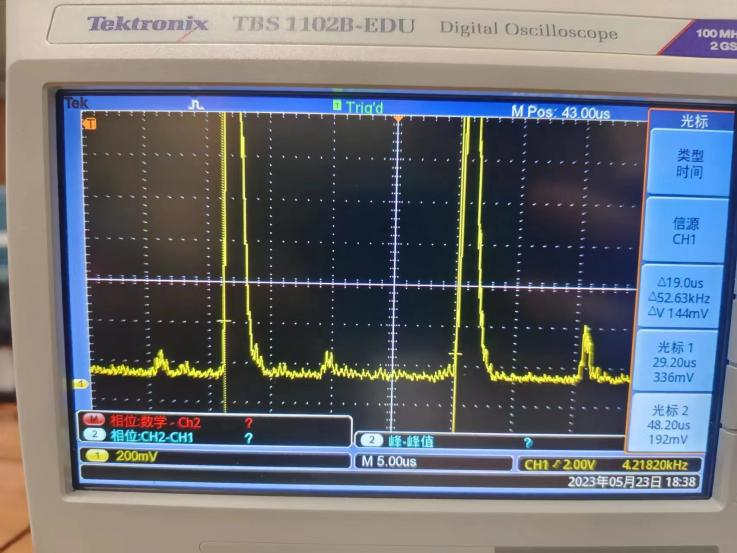 Tektronix TBS 1102B-EDU Digital Oscilloscope
100 MH
2 GS
Tek
T
Trig'd
M Pos: 43.00us
光标
类型
时间
信源
CH1
△19.0us
△52.63kHz
△V 144mV
光标 1
29.20us
336mV
光标 2
48.20us
192mV
1
M 相位:数学 - Ch2 ?
2 相位:CH2-CH1 ?
2 峰-峰值 ?
1 200mV
M 5.00us
CH1 / 2.00V 4.21820kHz
2023年05月23日 18:38